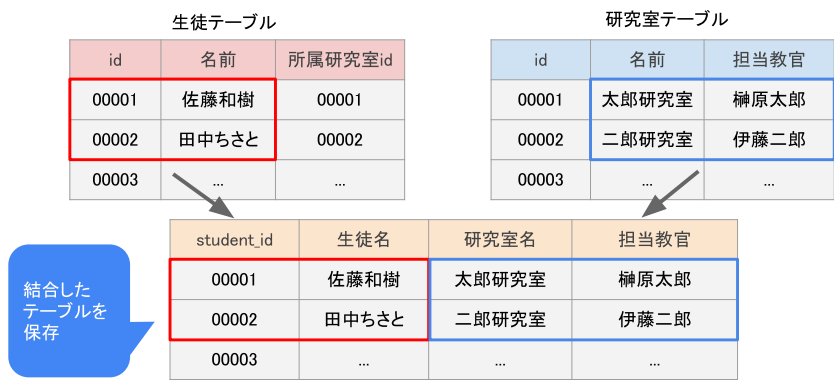 生徒テーブル
id 名前 所属研究室id
00001 佐藤和樹 00001
00002 田中ちさと 00002
00003 ... ...
研究室テーブル
id 名前 担当教官
00001 太郎研究室 榊原太郎
00002 二郎研究室 伊藤二郎
00003 ... ...
student_id 生徒名 研究室名 担当教官
00001 佐藤和樹 太郎研究室 榊原太郎
00002 田中ちさと 二郎研究室 伊藤二郎
00003 ... ... ...
結合した
テーブルを
保存